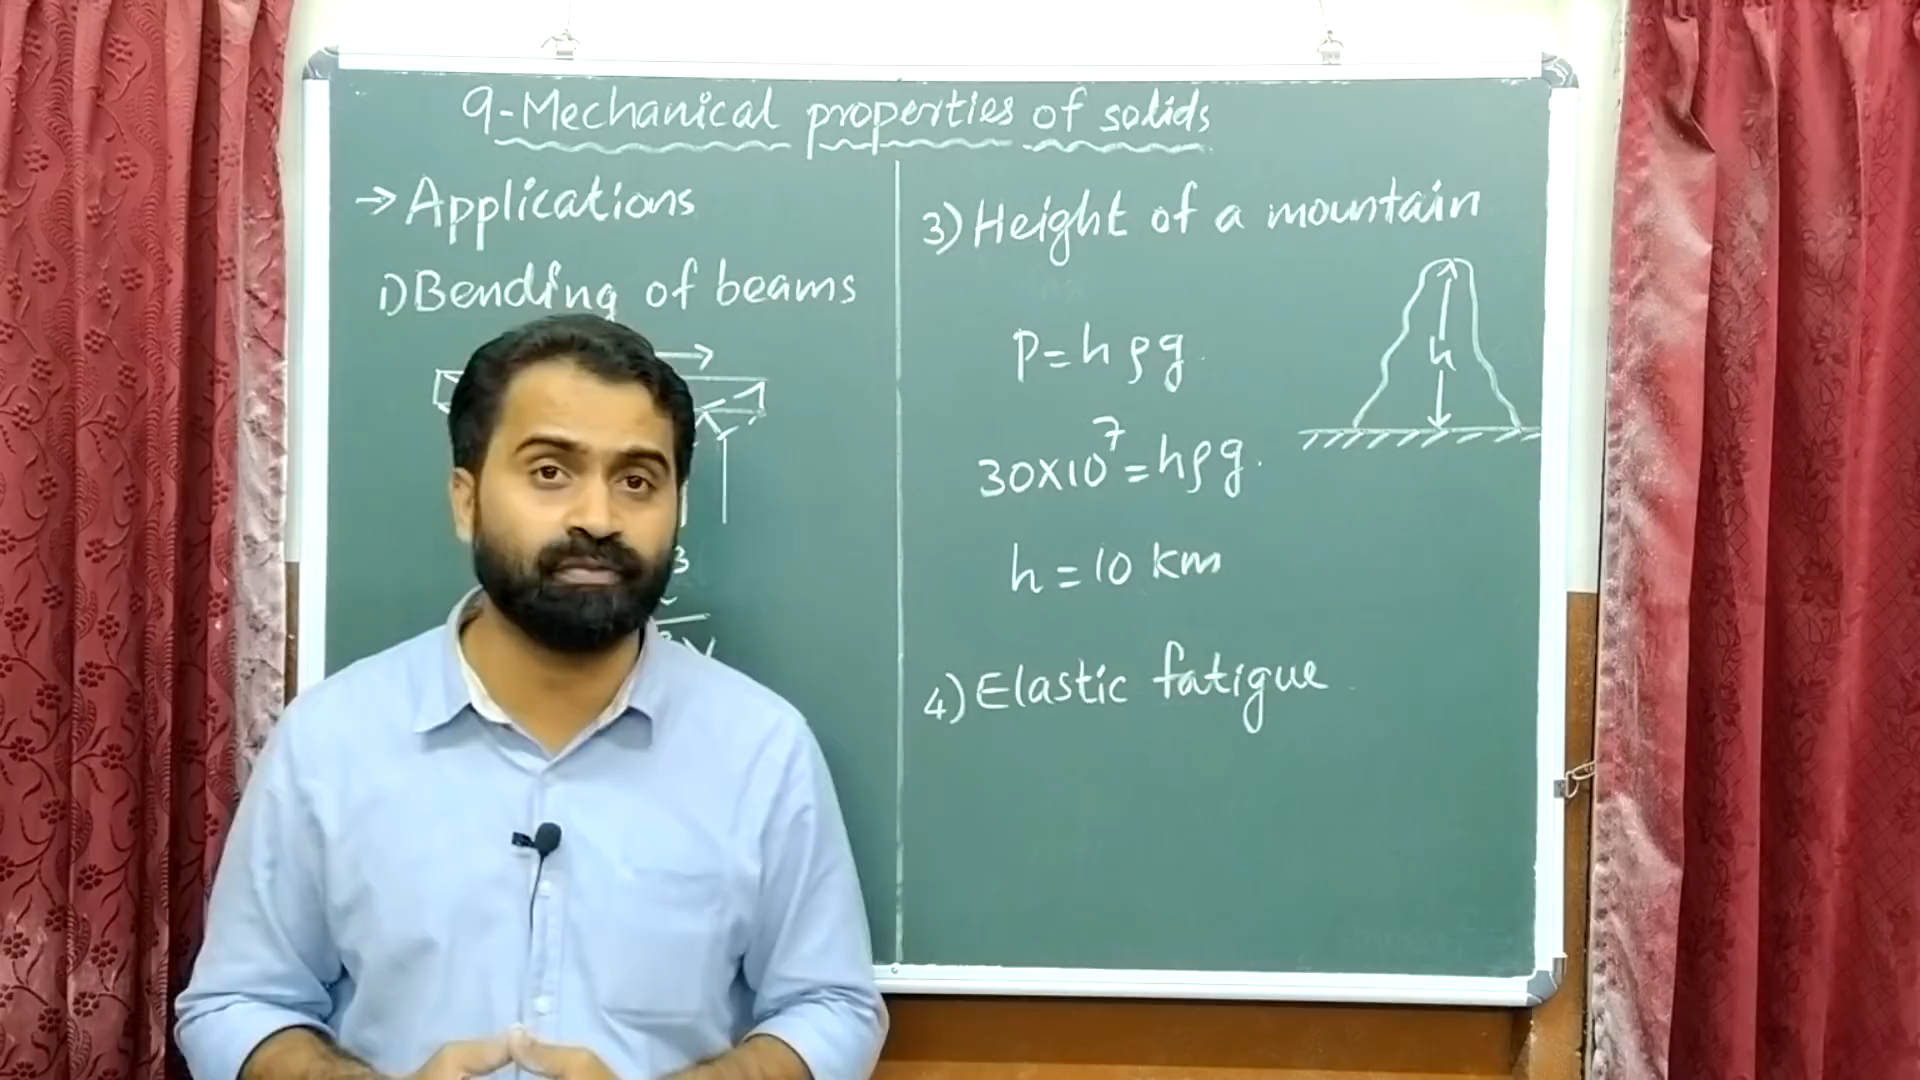 9-Mechanical properties of solids
→Applications
1)Bending of beams
3
3)Height of a mountain
h
P=hρg.
30×10⁷=hρg.
h=10 km
4)Elastic fatigue